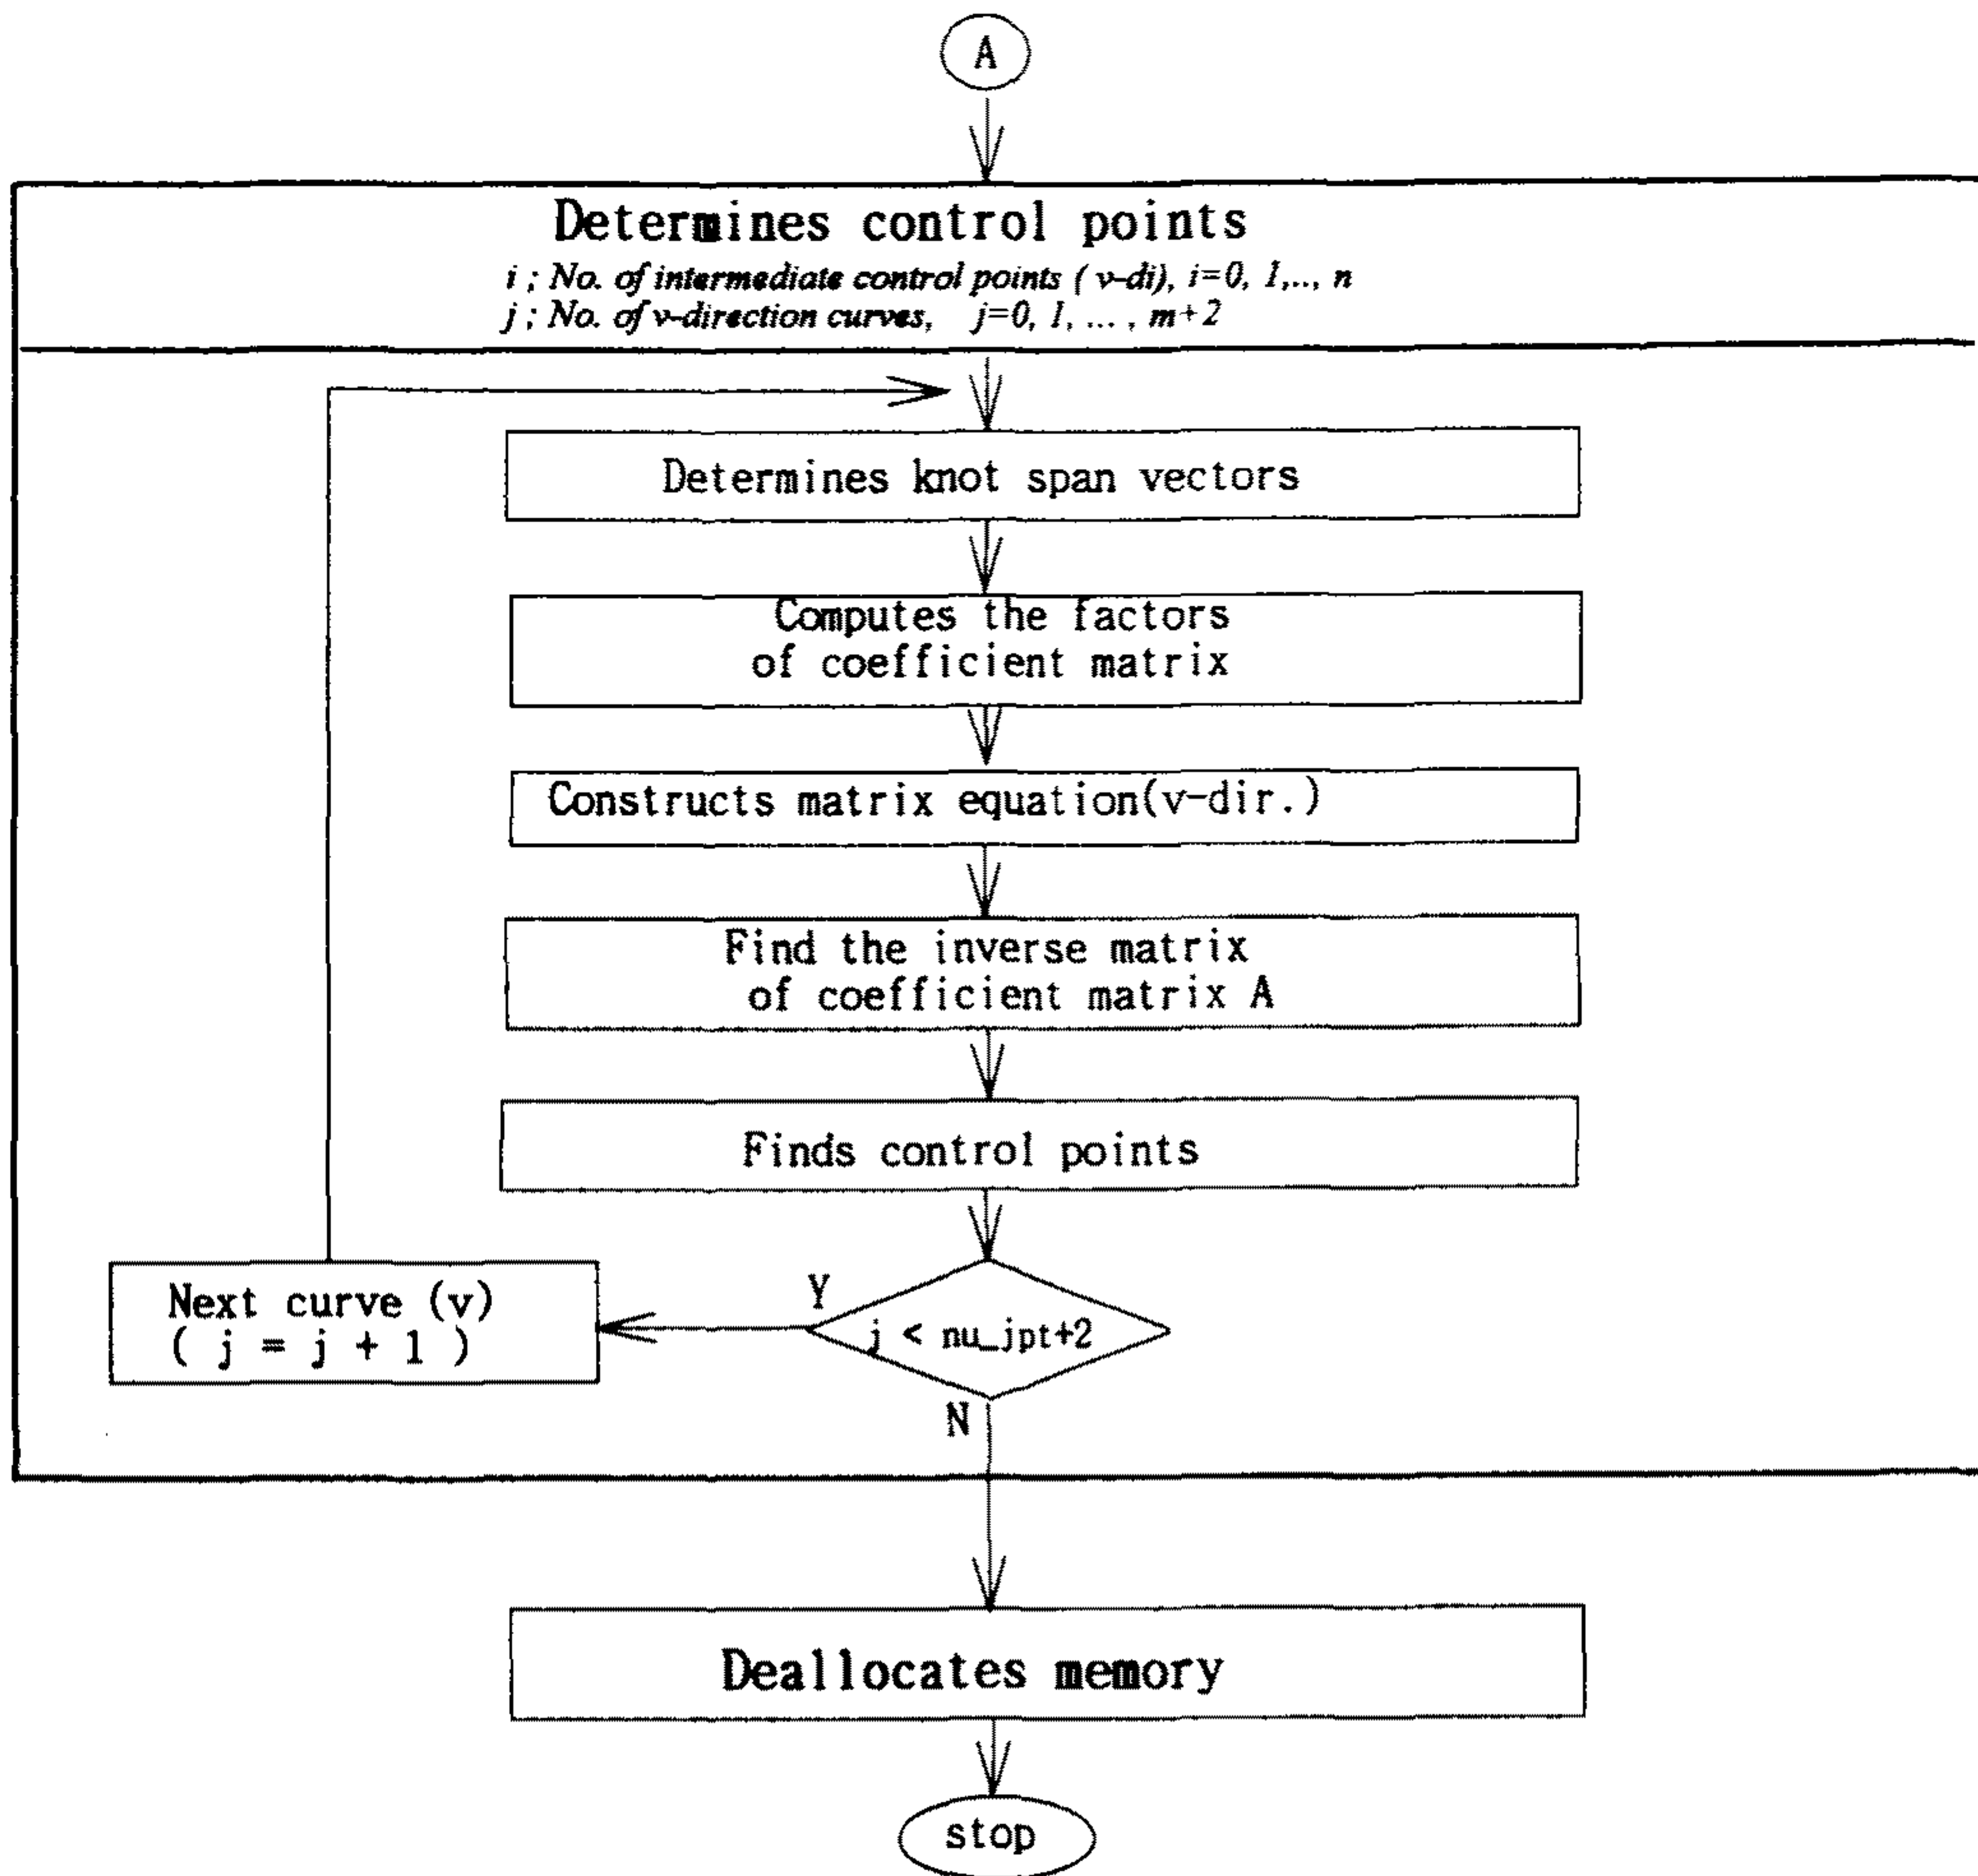 A
Determines control points
i ; No. of intermediate control points ( v-di), i=0, 1,.., n
j ; No. of v-direction curves, j=0, 1, ... , m+2
Determines knot span vectors
Computes the factors
of coefficient matrix
Constructs matrix equation(v-dir.)
Find the inverse matrix
of coefficient matrix A
Finds control points
Y
j < nu_jpt+2
Next curve (v)
( j = j + 1 )
N
Deallocates memory
stop